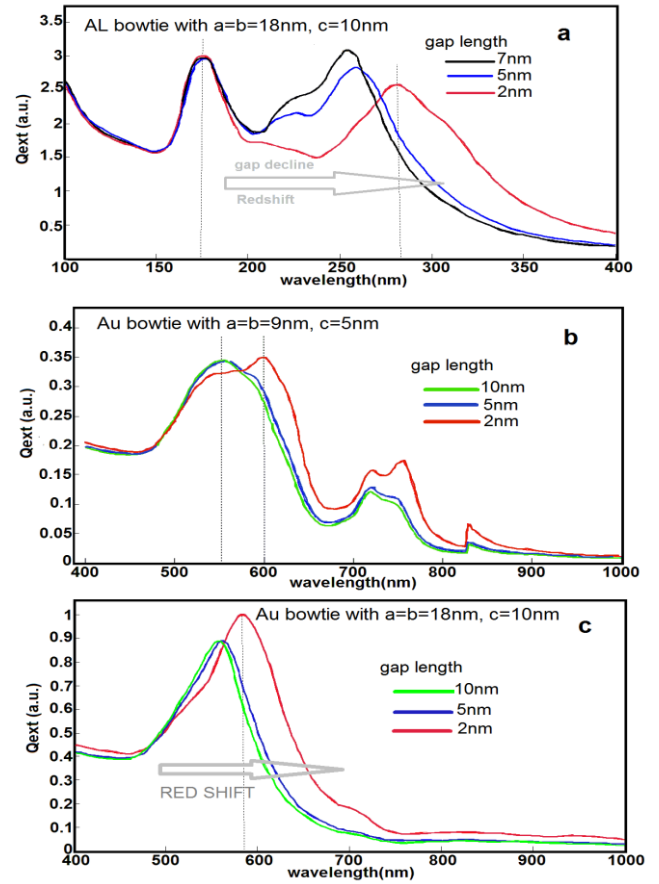 AL bowtie with a=b=18nm, c=10nm
a
gap length
7nm
5nm
2nm
Qext (a.u.)
3.5
3
2.5
2
1.5
1
0.5
gap decline
Redshift
100
150
200
250
300
350
400
wavelength(nm)
Au bowtie with a=b=9nm, c=5nm
b
gap length
10nm
5nm
2nm
Qext (a.u.)
0.4
0.35
0.3
0.25
0.2
0.15
0.1
0.05
0
400
500
600
700
800
900
1000
wavelength(nm)
Au bowtie with a=b=18nm, c=10nm
c
gap length
10nm
5nm
2nm
Qext (a.u.)
1
0.9
0.8
0.7
0.6
0.5
0.4
0.3
0.2
0.1
0
RED SHIFT
400
500
600
700
800
900
1000
wavelength(nm)